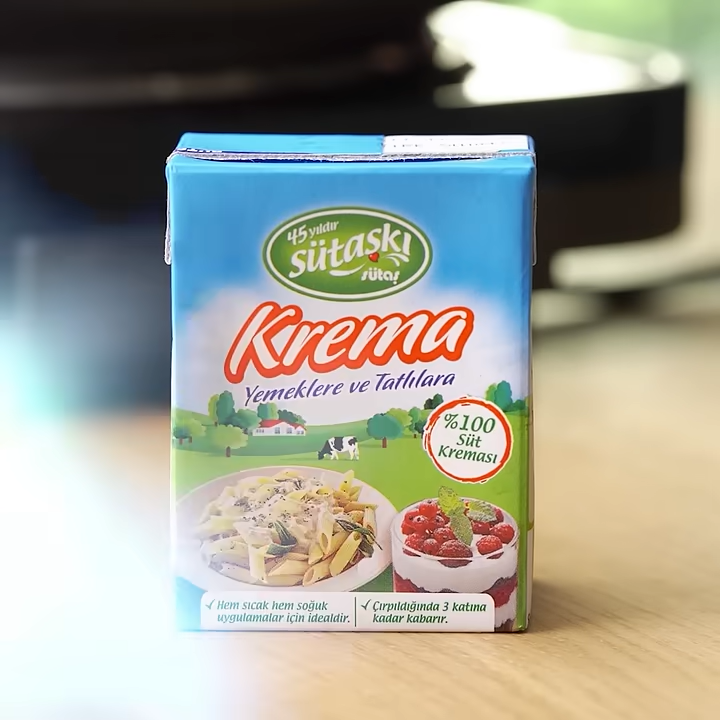 45 yıldır
sütaşkı
sütaş
Krema
Yemeklere ve Tatlılara
%100
Süt
Kreması
Hem sıcak hem soğuk
uygulamalar için idealdir.
Çırpıldığında 3 katına
kadar kabarır.